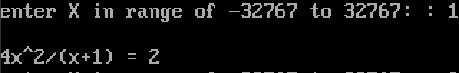 enter X in range of -32767 to 32767: : 1
4x^2/(x+1) = 2